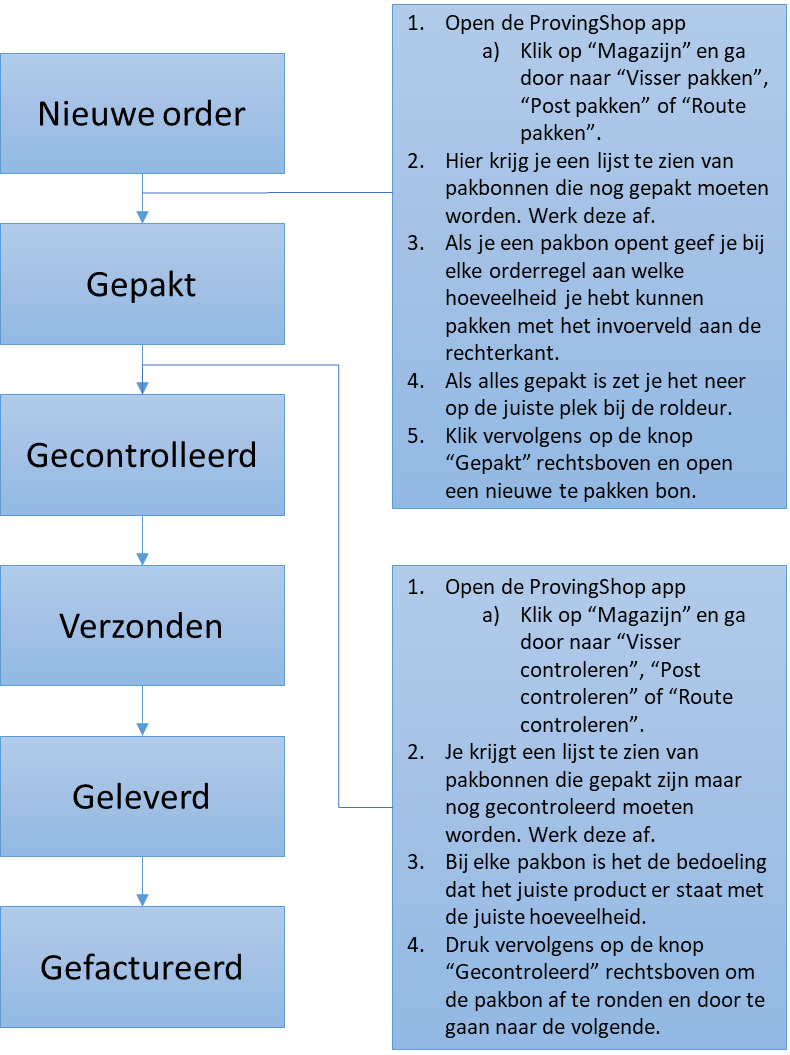 Nieuwe order
Gepakt
Gecontrolleerd
Verzonden
Geleverd
Gefactureerd
1. Open de ProvingShop app
a) Klik op “Magazijn” en ga
door naar “Visser pakken”,
“Post pakken” of “Route
pakken”.
2. Hier krijg je een lijst te zien van
pakbonnen die nog gepakt moeten
worden. Werk deze af.
3. Als je een pakbon opent geef je bij
elke orderregel aan welke
hoeveelheid je hebt kunnen
pakken met het invoerveld aan de
rechterkant.
4. Als alles gepakt is zet je het neer
op de juiste plek bij de roldeur.
5. Klik vervolgens op de knop
“Gepakt” rechtsboven en open
een nieuwe te pakken bon.
1. Open de ProvingShop app
a) Klik op “Magazijn” en ga
door naar “Visser
controleren”, “Post
controleren” of “Route
controleren”.
2. Je krijgt een lijst te zien van
pakbonnen die gepakt zijn maar
nog gecontroleerd moeten
worden. Werk deze af.
3. Bij elke pakbon is het de bedoeling
dat het juiste product er staat met
de juiste hoeveelheid.
4. Druk vervolgens op de knop
“Gecontroleerd” rechtsboven om
de pakbon af te ronden en door te
gaan naar de volgende.